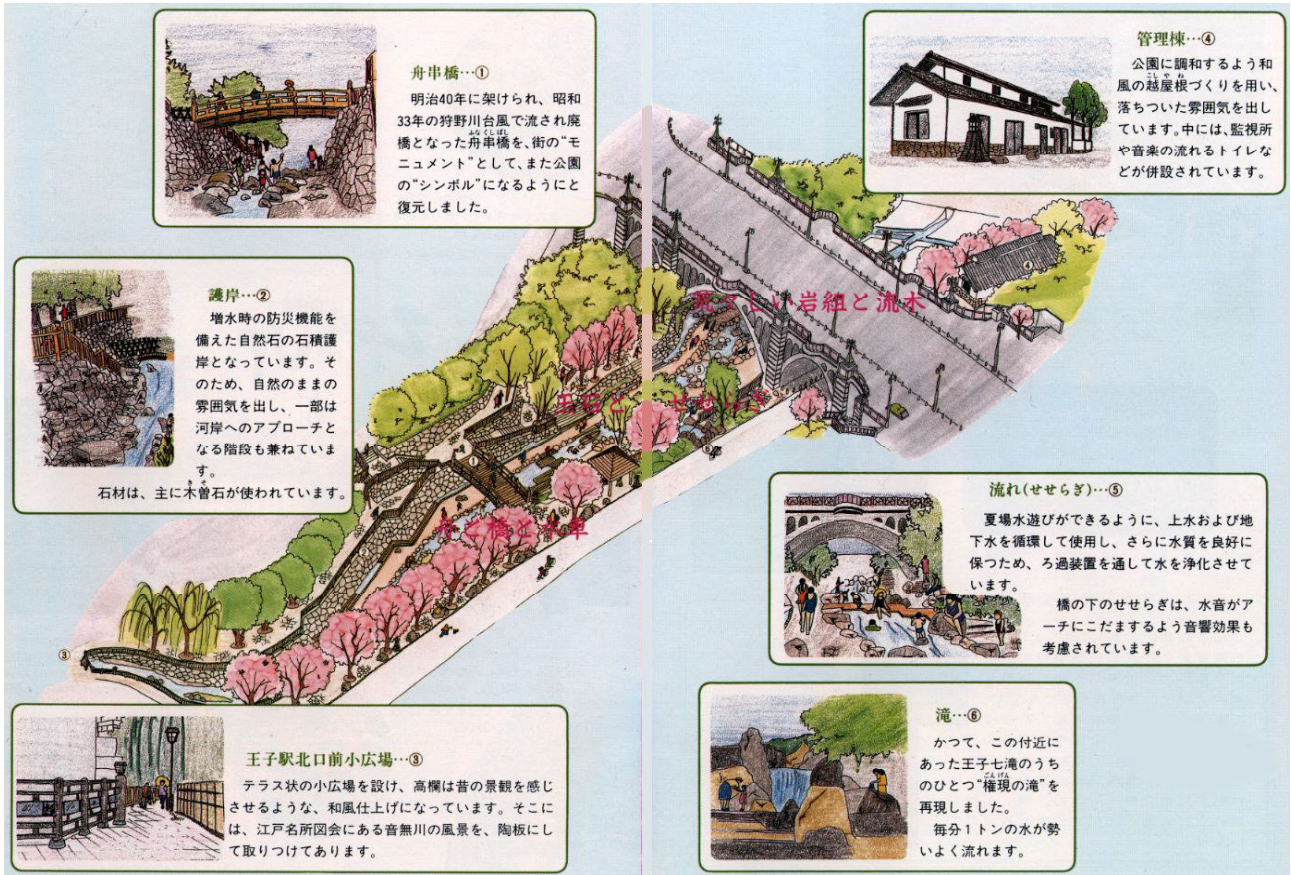 舟串橋…①
明治40年に架けられ、昭和
33年の狩野川台風で流され廃
橋となった舟串橋を、街の“モ
ふなくしばし
ニュメント”として、また公園
の“シンボル”になるようにと
復元しました。
護岸…②
増水時の防災機能を
備えた自然石の石積護
岸となっています。そ
のため、自然のままの
雰囲気を出し、一部は
河岸へのアプローチと
なる階段も兼ねていま
す。
石材は、主に木曽石が使われています。
きそ
王子駅北口前小広場…③
テラス状の小広場を設け、高欄は昔の景観を感じ
させるような、和風仕上げになっています。そこに
は、江戸名所図会にある音無川の風景を、陶板にし
て取りつけてあります。
管理棟…④
公園に調和するよう和
風の越屋根づくりを用い、
こしやね
落ちついた雰囲気を出し
ています。中には、監視所
や音楽の流れるトイレな
どが併設されています。
流れ(せせらぎ)…⑤
夏場水遊びができるように、上水および地
下水を循環して使用し、さらに水質を良好に
保つため、ろ過装置を通して水を浄化させて
います。
橋の下のせせらぎは、水音がア
ーチにこだまするよう音響効果も
考慮されています。
滝…⑥
かつて、この付近に
あった王子七滝のうち
のひとつ“権現の滝”を
ごんげん
再現しました。
毎分1トンの水が勢
いよく流れます。
荒々しい岩組と流木
玉石と せせらぎ
①
③
④
⑤
⑥